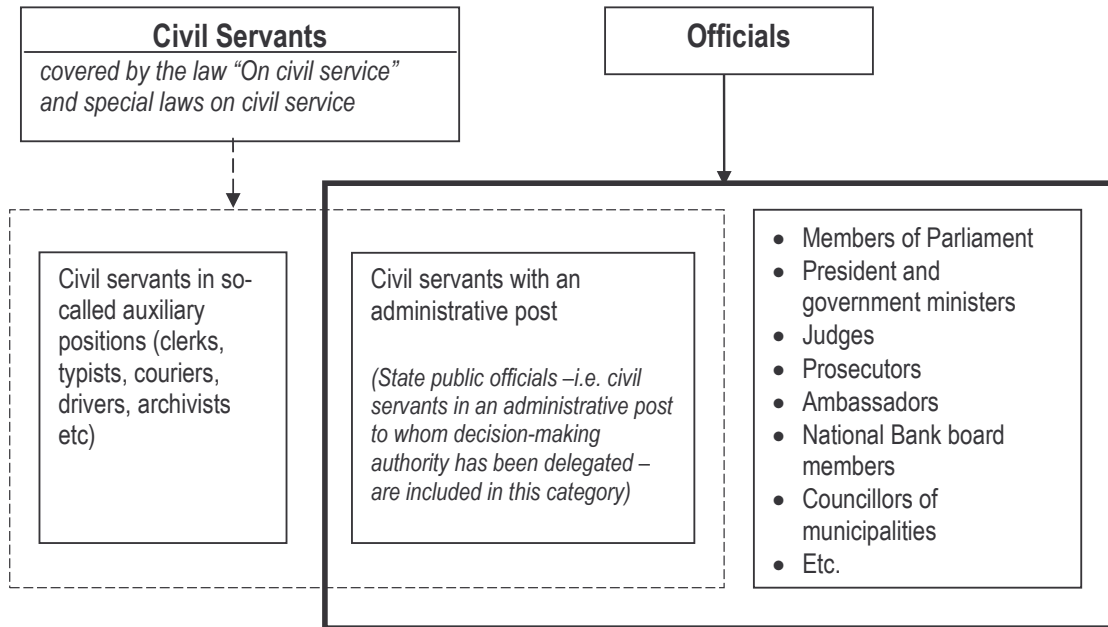 Civil Servants
covered by the law “On civil service”
and special laws on civil service
Officials
Civil servants in so-
called auxiliary
positions (clerks,
typists, couriers,
drivers, archivists
etc)
Civil servants with an
administrative post
(State public officials –i.e. civil
servants in an administrative post
to whom decision-making
authority has been delegated –
are included in this category)
• Members of Parliament
• President and
government ministers
• Judges
• Prosecutors
• Ambassadors
• National Bank board
members
• Councillors of
municipalities
• Etc.